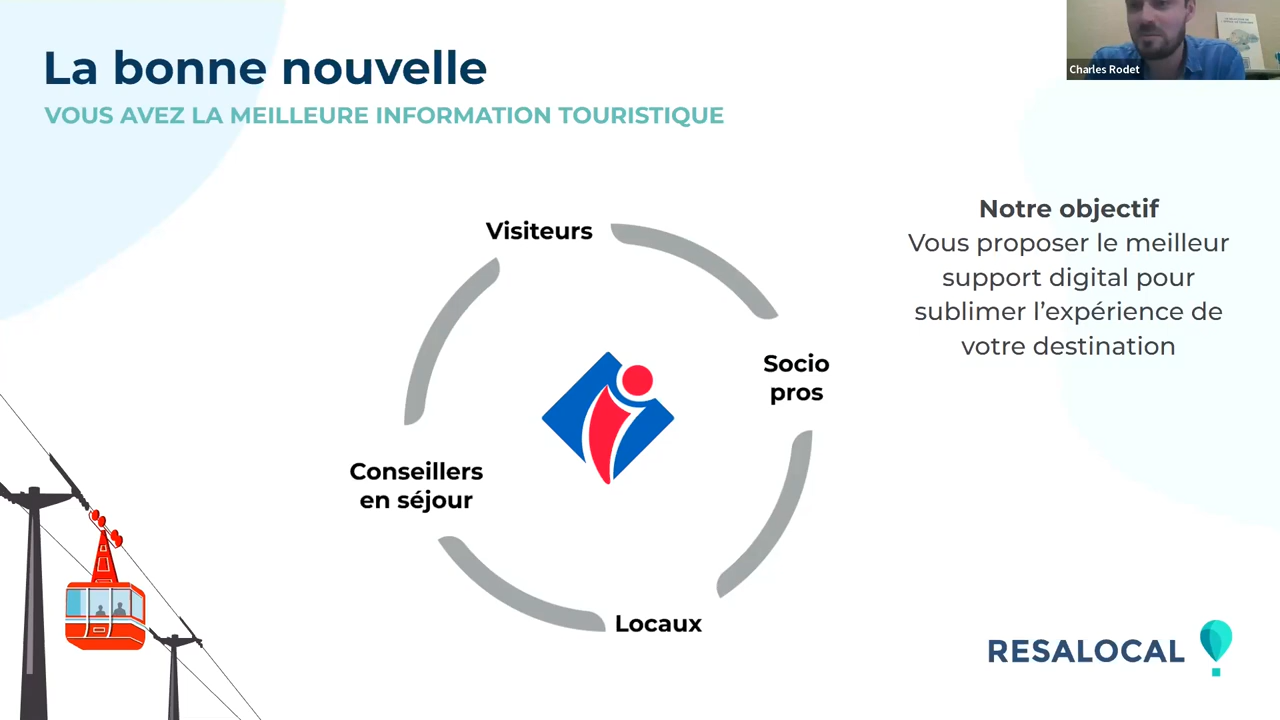 La bonne nouvelle
VOUS AVEZ LA MEILLEURE INFORMATION TOURISTIQUE
Charles Rodet
Visiteurs
Socio
pros
Conseillers
en séjour
Locaux
Notre objectif
Vous proposer le meilleur
support digital pour
sublimer l’expérience de
votre destination
RESALOCAL